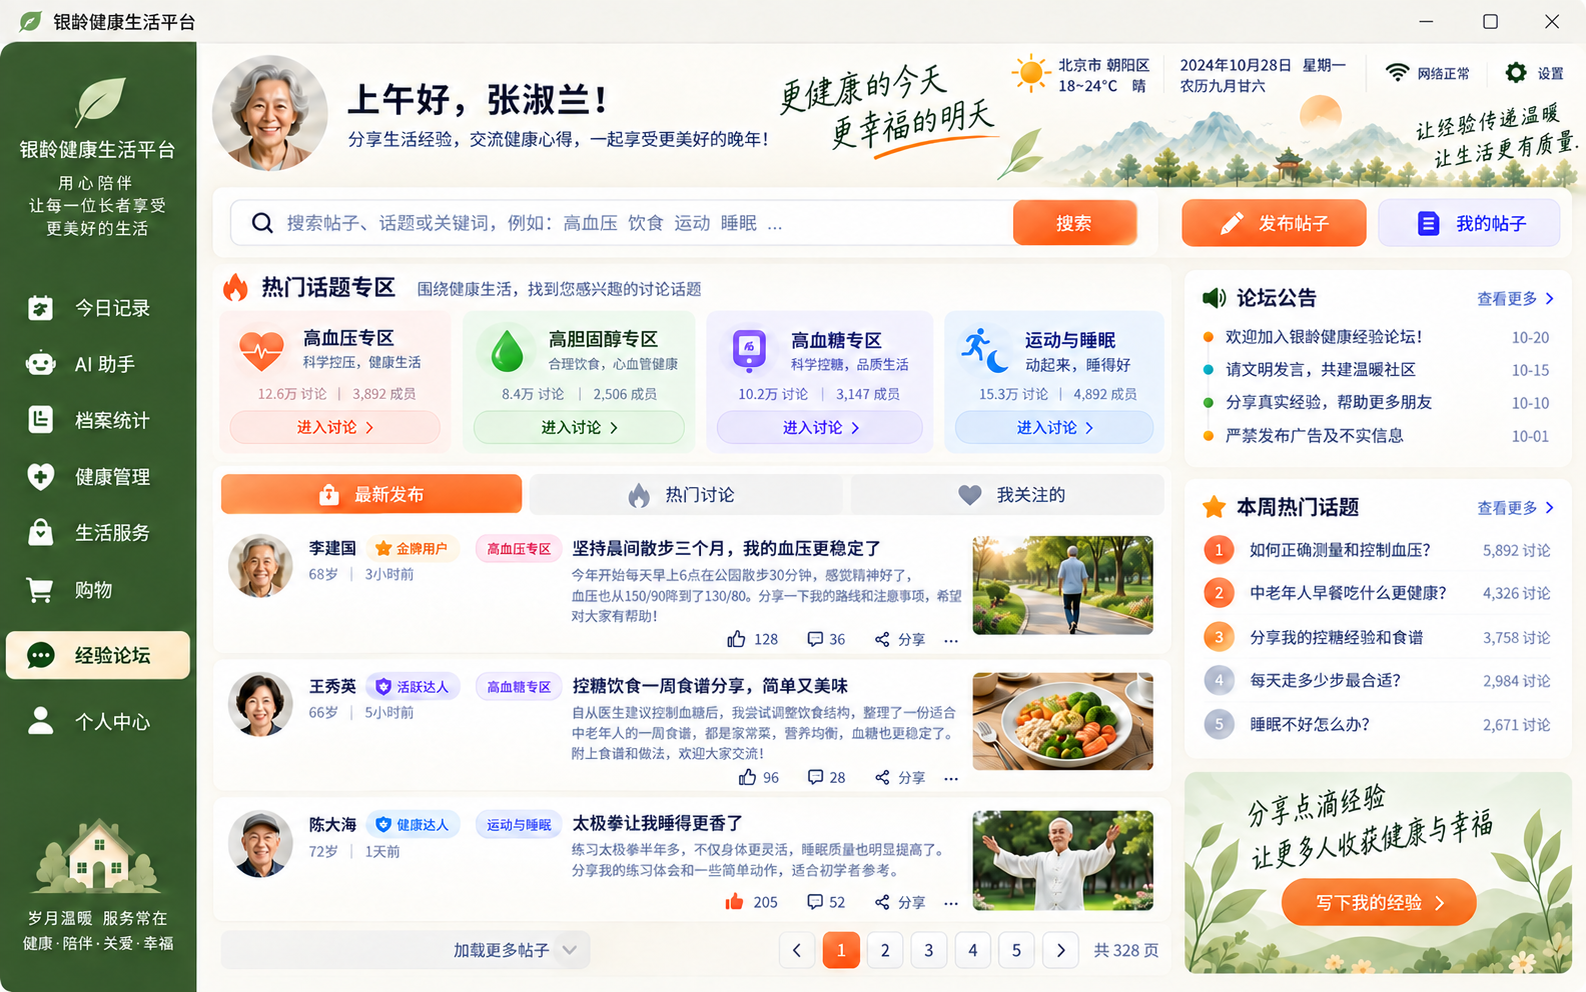 银龄健康生活平台
银龄健康生活平台
用心陪伴
让每一位长者享受
更美好的生活
今日记录
AI 助手
档案统计
健康管理
生活服务
购物
经验论坛
个人中心
岁月温暖 服务常在
健康·陪伴·关爱·幸福
上午好，张淑兰！
分享生活经验，交流健康心得，一起享受更美好的晚年！
更健康的今天
更幸福的明天
北京市 朝阳区
18~24°C 晴
2024年10月28日 星期一
农历九月廿六
网络正常
设置
让经验传递温暖
让生活更有质量.
搜索帖子、话题或关键词，例如：高血压 饮食 运动 睡眠 ...
搜索
发布帖子
我的帖子
热门话题专区 围绕健康生活，找到您感兴趣的讨论话题
高血压专区
科学控压，健康生活
12.6万 讨论 | 3,892 成员
进入讨论 >
高胆固醇专区
合理饮食，心血管健康
8.4万 讨论 | 2,506 成员
进入讨论 >
高血糖专区
科学控糖，品质生活
10.2万 讨论 | 3,147 成员
进入讨论 >
运动与睡眠
动起来，睡得好
15.3万 讨论 | 4,892 成员
进入讨论 >
最新发布
热门讨论
我关注的
李建国 金牌用户
68岁 | 3小时前
高血压专区
坚持晨间散步三个月，我的血压更稳定了
今年开始每天早上6点在公园散步30分钟，感觉精神好了，
血压也从150/90降到了130/80。分享一下我的路线和注意事项，希望
对大家有帮助！
128 36 分享 ...
王秀英 活跃达人
66岁 | 5小时前
高血糖专区
控糖饮食一周食谱分享，简单又美味
自从医生建议控制血糖后，我尝试调整饮食结构，整理了一份适合
中老年人的一周食谱，都是家常菜，营养均衡，血糖也更稳定了。
附上食谱和做法，欢迎大家交流！
96 28 分享 ...
陈大海 健康达人
72岁 | 1天前
运动与睡眠
太极拳让我睡得更香了
练习太极拳半年多，不仅身体更灵活，睡眠质量也明显提高了。
分享我的练习体会和一些简单动作，适合初学者参考。
205 52 分享 ...
加载更多帖子
< 1 2 3 4 5 > 共 328 页
论坛公告 查看更多 >
欢迎加入银龄健康经验论坛！ 10-20
请文明发言，共建温暖社区 10-15
分享真实经验，帮助更多朋友 10-10
严禁发布广告及不实信息 10-01
本周热门话题 查看更多 >
1 如何正确测量和控制血压？ 5,892 讨论
2 中老年人早餐吃什么更健康？ 4,326 讨论
3 分享我的控糖经验和食谱 3,758 讨论
4 每天走多少步最合适？ 2,984 讨论
5 睡眠不好怎么办？ 2,671 讨论
分享点滴经验
让更多人收获健康与幸福
写下我的经验 >